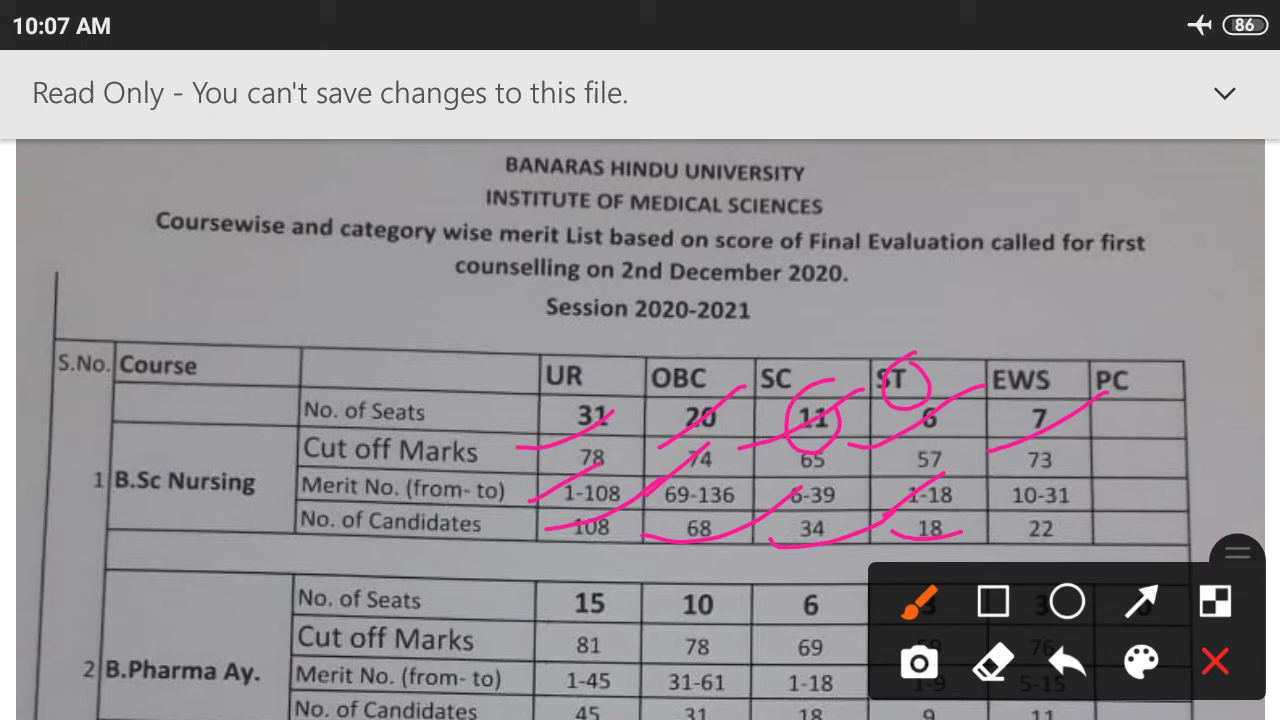 10:07 AM 86
Read Only - You can't save changes to this file.
BANARAS HINDU UNIVERSITY
INSTITUTE OF MEDICAL SCIENCES
Coursewise and category wise merit List based on score of Final Evaluation called for first
counselling on 2nd December 2020.
Session 2020-2021
S.No. Course UR OBC SC ST EWS PC
No. of Seats 31 20 11 6 7
Cut off Marks 78 74 65 57 73
1 B.Sc Nursing
Merit No. (from- to) 1-108 69-136 6-39 1-18 10-31
No. of Candidates 108 68 34 18 22
No. of Seats 15 10 6 3 3
Cut off Marks 81 78 69 69 76
2 B.Pharma Ay.
Merit No. (from- to) 1-45 31-61 1-18 1-9 5-15
No. of Candidates 45 31 18 9 11